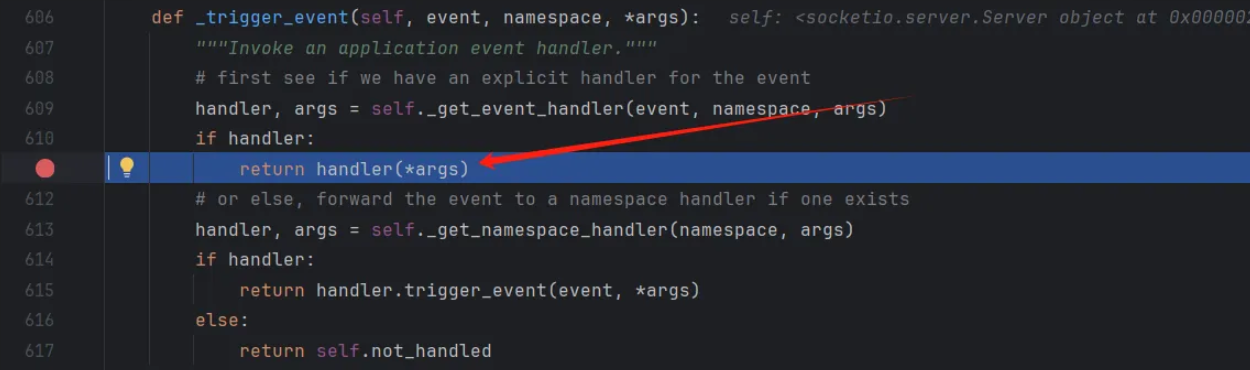 606 def _trigger_event(self, event, namespace, *args): self: <socketio.server.Server object at 0x000002
607 """Invoke an application event handler."""
608 # first see if we have an explicit handler for the event
609 handler, args = self._get_event_handler(event, namespace, args)
610 if handler:
return handler(*args)
612 # or else, forward the event to a namespace handler if one exists
613 handler, args = self._get_namespace_handler(namespace, args)
614 if handler:
615 return handler.trigger_event(event, *args)
616 else:
617 return self.not_handled